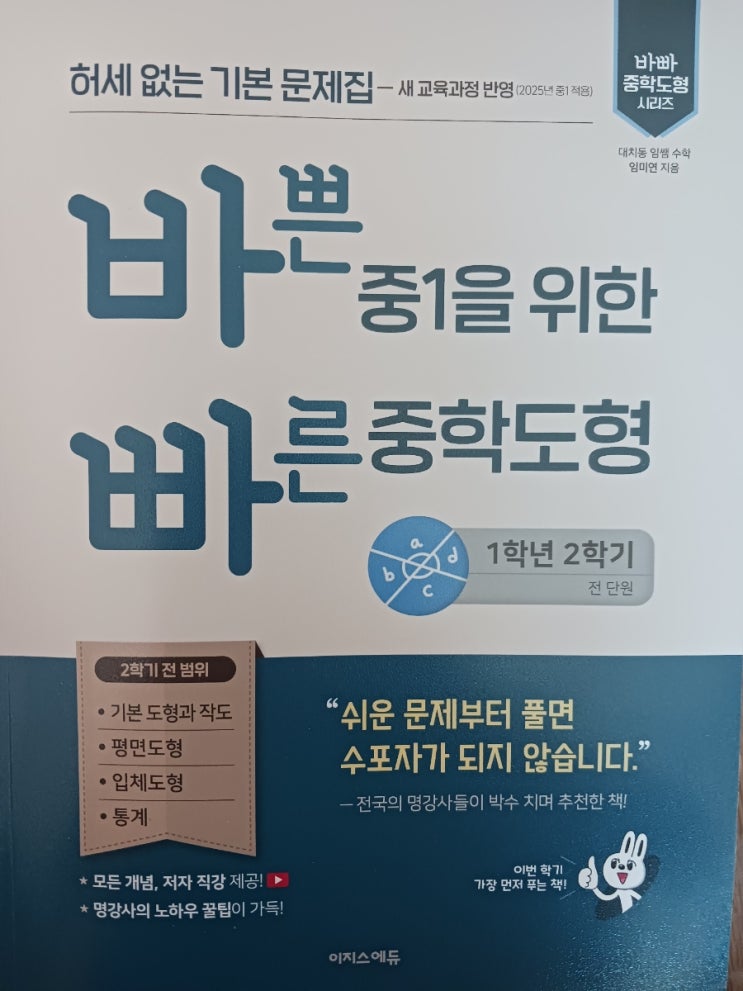 허세 없는 기본 문제집 — 새 교육과정 반영 (2025년 중1 적용)
바빠
중학도형
시리즈
대치동 임쌤 수학
임미연 지음
바쁜
중1을 위한
빠른 중학도형
a
b
d
c
1학년 2학기
전 단원
2학기 전 범위
• 기본 도형과 작도
• 평면도형
• 입체도형
• 통계
“쉬운 문제부터 풀면
수포자가 되지 않습니다.”
— 전국의 명강사들이 박수 치며 추천한 책!
★ 모든 개념, 저자 직강 제공!
★ 명강사의 노하우 꿀팁이 가득!
이번 학기
가장 먼저 푸는 책!
이지스에듀